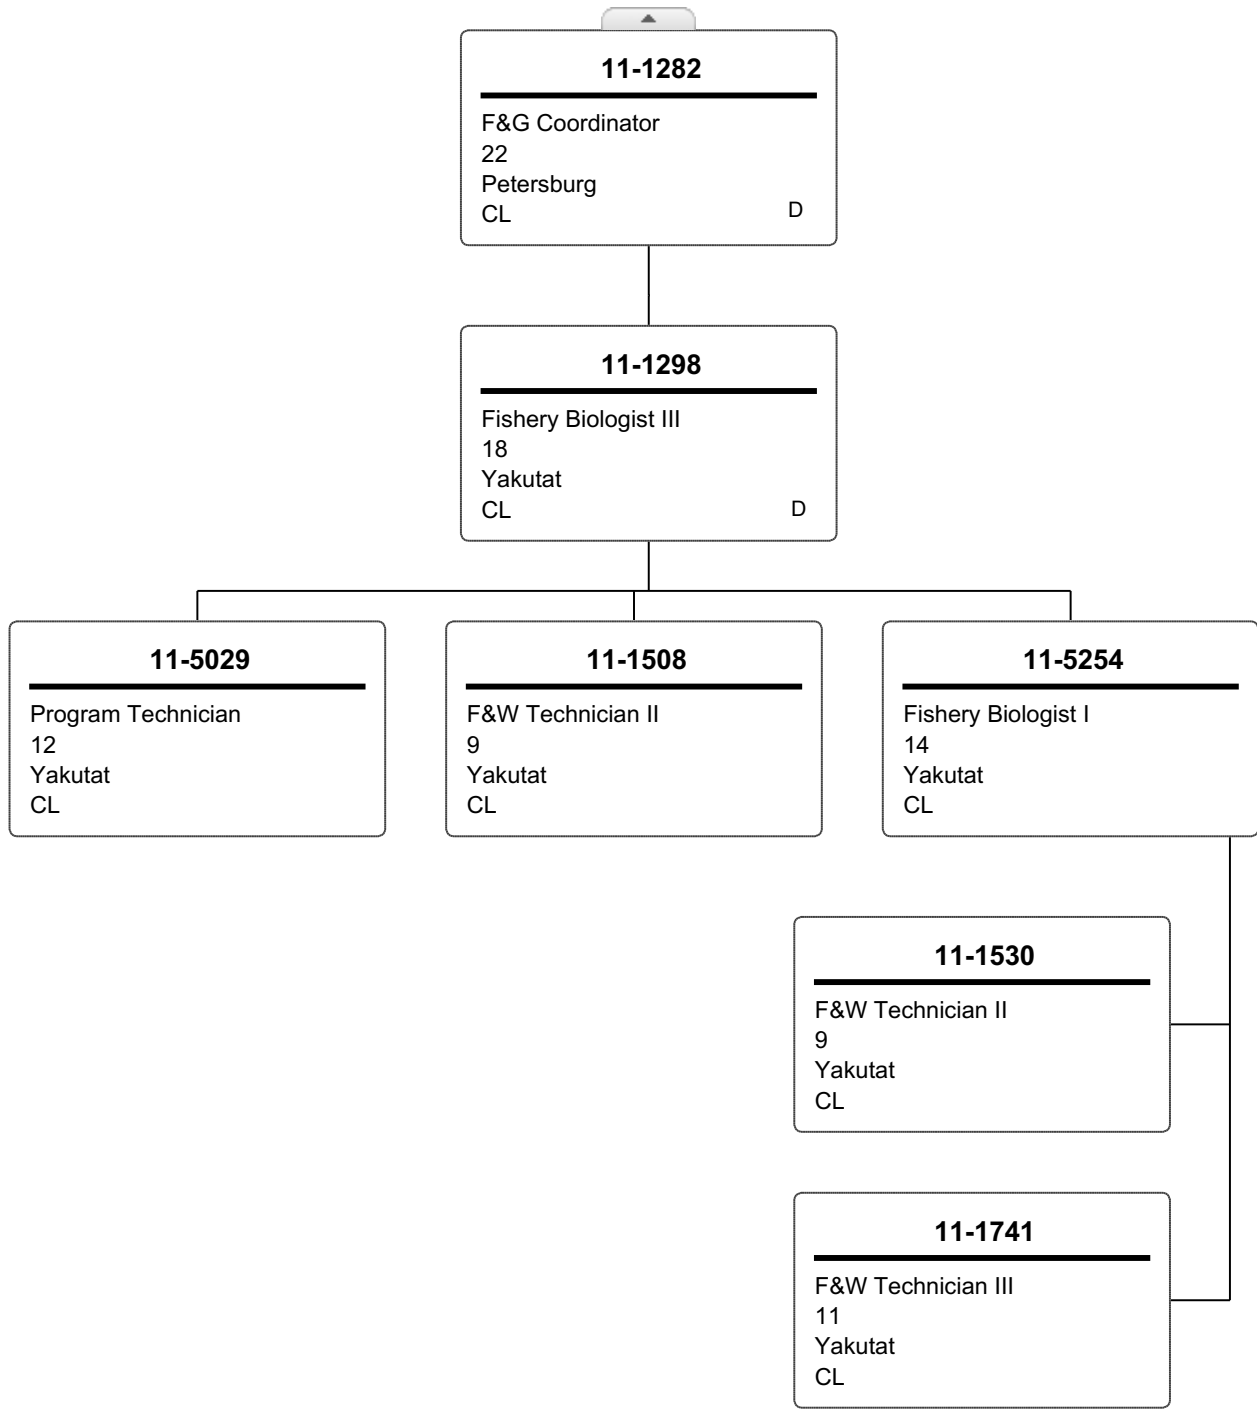 11-1282
F&G Coordinator
22
Petersburg
CL D
11-1298
Fishery Biologist III
18
Yakutat
CL D
11-5029
Program Technician
12
Yakutat
CL
11-1508
F&W Technician II
9
Yakutat
CL
11-5254
Fishery Biologist I
14
Yakutat
CL
11-1530
F&W Technician II
9
Yakutat
CL
11-1741
F&W Technician III
11
Yakutat
CL